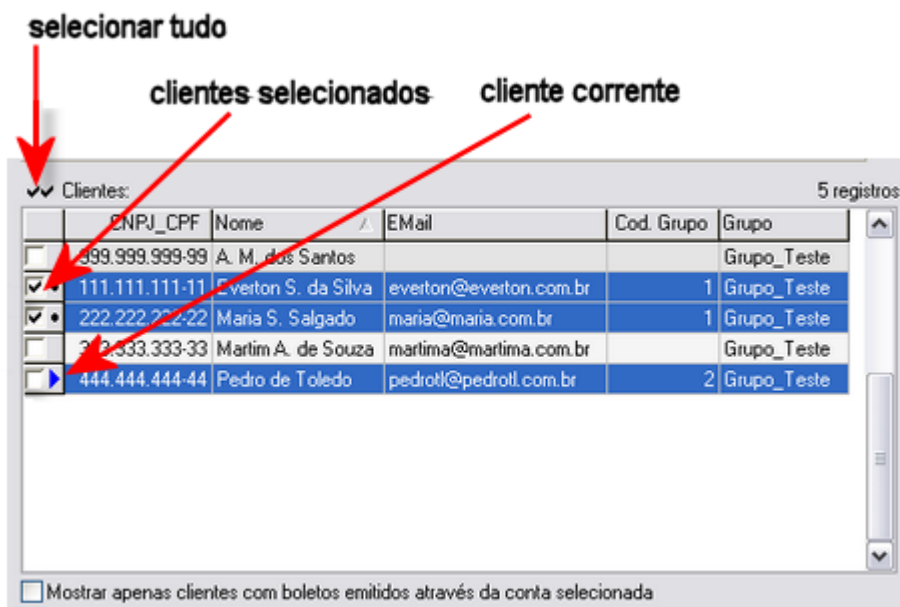 selecionar tudo
clientes selecionados cliente corrente
Clientes: 5 registros
CNPJ_CPF Nome EMail Cod. Grupo Grupo
999.999.999-99 A. M. dos Santos Grupo_Teste
111.111.111-11 Everton S. da Silva everton@everton.com.br 1 Grupo_Teste
222.222.222-22 Maria S. Salgado maria@maria.com.br 1 Grupo_Teste
333.333.333-33 Martim A. de Souza martima@martima.com.br Grupo_Teste
444.444.444-44 Pedro de Toledo pedrotl@pedrotl.com.br 2 Grupo_Teste
Mostrar apenas clientes com boletos emitidos através da conta selecionada